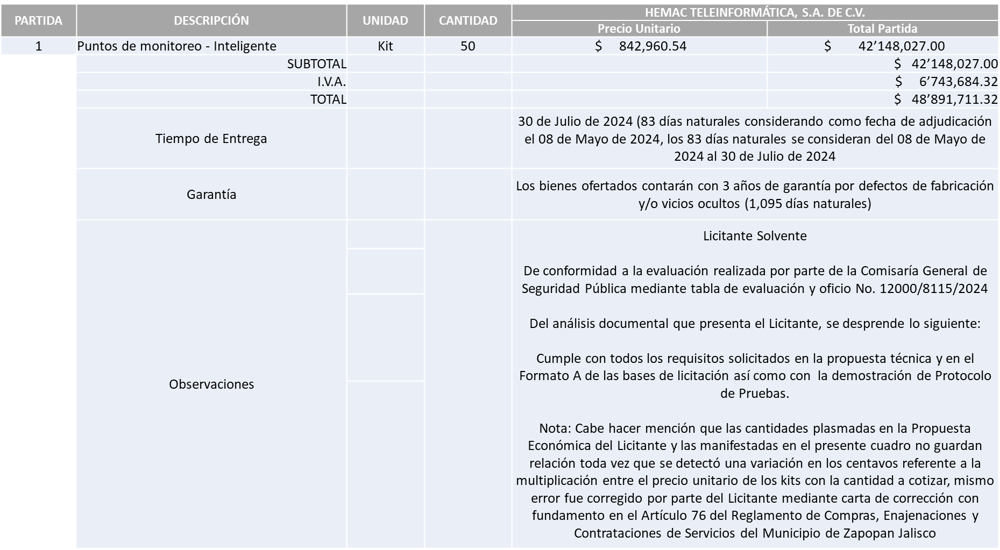 PARTIDA DESCRIPCIÓN UNIDAD CANTIDAD HEMAC TELEINFORMÁTICA, S.A. DE C.V.
Precio Unitario Total Partida
1 Puntos de monitoreo - Inteligente Kit 50 $ 842,960.54 $ 42’148,027.00
SUBTOTAL $ 42’148,027.00
I.V.A. $ 6’743,684.32
TOTAL $ 48’891,711.32
Tiempo de Entrega
30 de Julio de 2024 (83 días naturales considerando como fecha de adjudicación
el 08 de Mayo de 2024, los 83 días naturales se consideran del 08 de Mayo de
2024 al 30 de Julio de 2024
Garantía
Los bienes ofertados contarán con 3 años de garantía por defectos de fabricación
y/o vicios ocultos (1,095 días naturales)
Observaciones
Licitante Solvente
De conformidad a la evaluación realizada por parte de la Comisaría General de
Seguridad Pública mediante tabla de evaluación y oficio No. 12000/8115/2024
Del análisis documental que presenta el Licitante, se desprende lo siguiente:
Cumple con todos los requisitos solicitados en la propuesta técnica y en el
Formato A de las bases de licitación así como con la demostración de Protocolo
de Pruebas.
Nota: Cabe hacer mención que las cantidades plasmadas en la Propuesta
Económica del Licitante y las manifestadas en el presente cuadro no guardan
relación toda vez que se detectó una variación en los centavos referente a la
multiplicación entre el precio unitario de los kits con la cantidad a cotizar, mismo
error fue corregido por parte del Licitante mediante carta de corrección con
fundamento en el Artículo 76 del Reglamento de Compras, Enajenaciones y
Contrataciones de Servicios del Municipio de Zapopan Jalisco